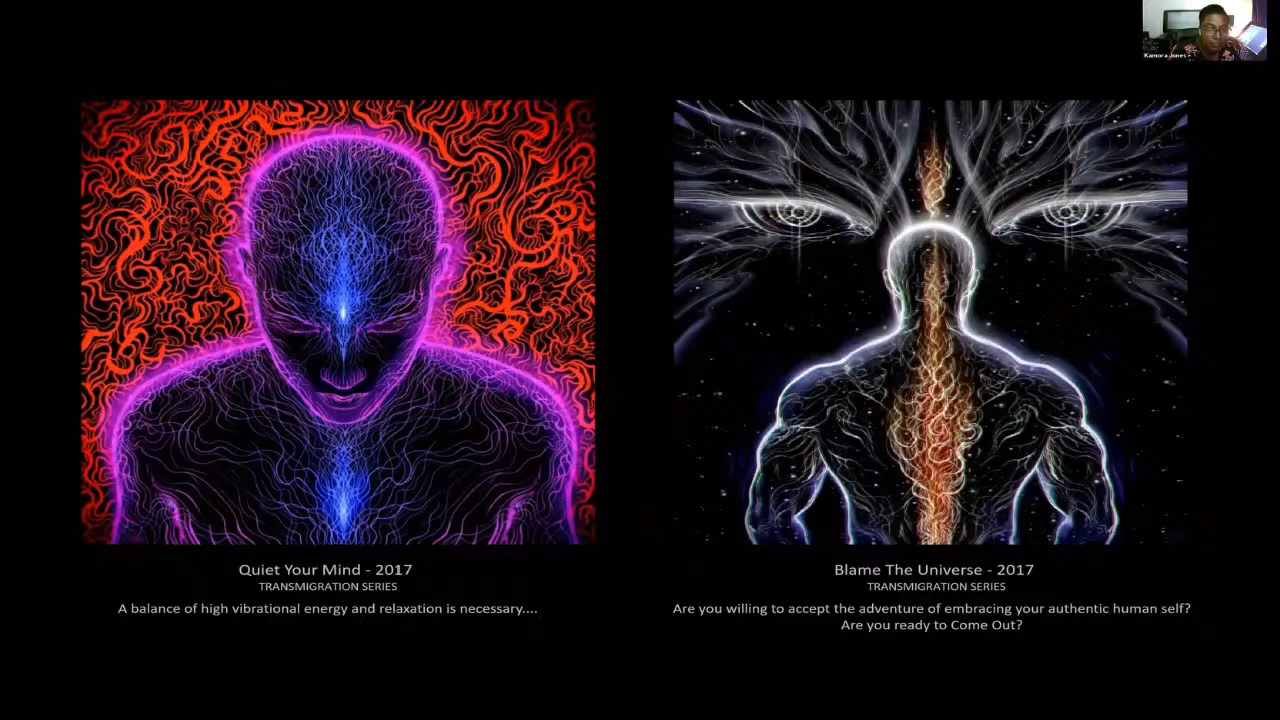 Kamora Jones
Quiet Your Mind - 2017
TRANSMIGRATION SERIES
A balance of high vibrational energy and relaxation is necessary....
Blame The Universe - 2017
TRANSMIGRATION SERIES
Are you willing to accept the adventure of embracing your authentic human self?
Are you ready to Come Out?